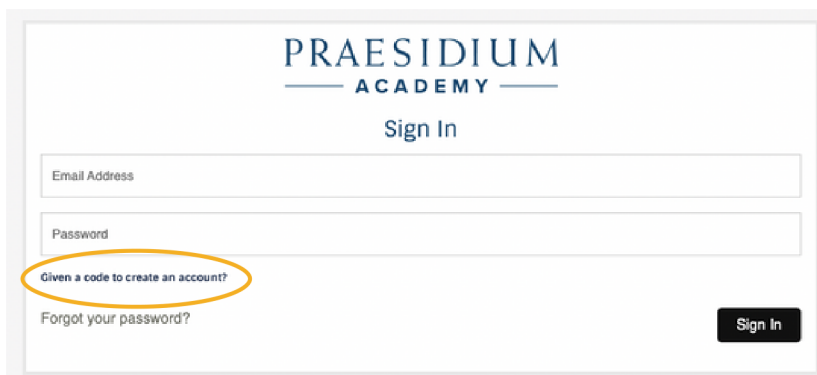 PRAESIDIUM
ACADEMY
Sign In
Email Address
Password
Given a code to create an account?
Forgot your password?
Sign In